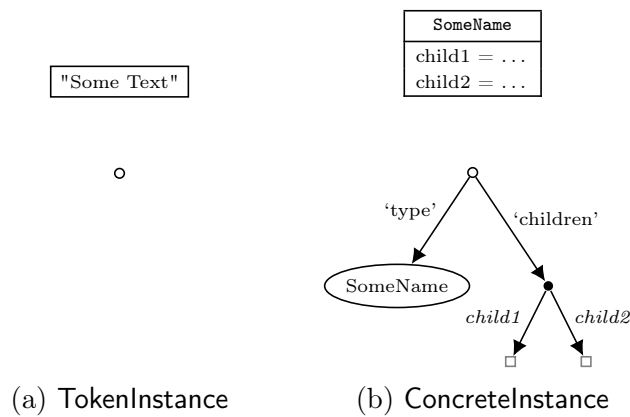 "Some Text"
SomeName
child1 = ...
child2 = ...
‘type’
‘children’
SomeName
child1
child2
(a) TokenInstance
(b) ConcreteInstance